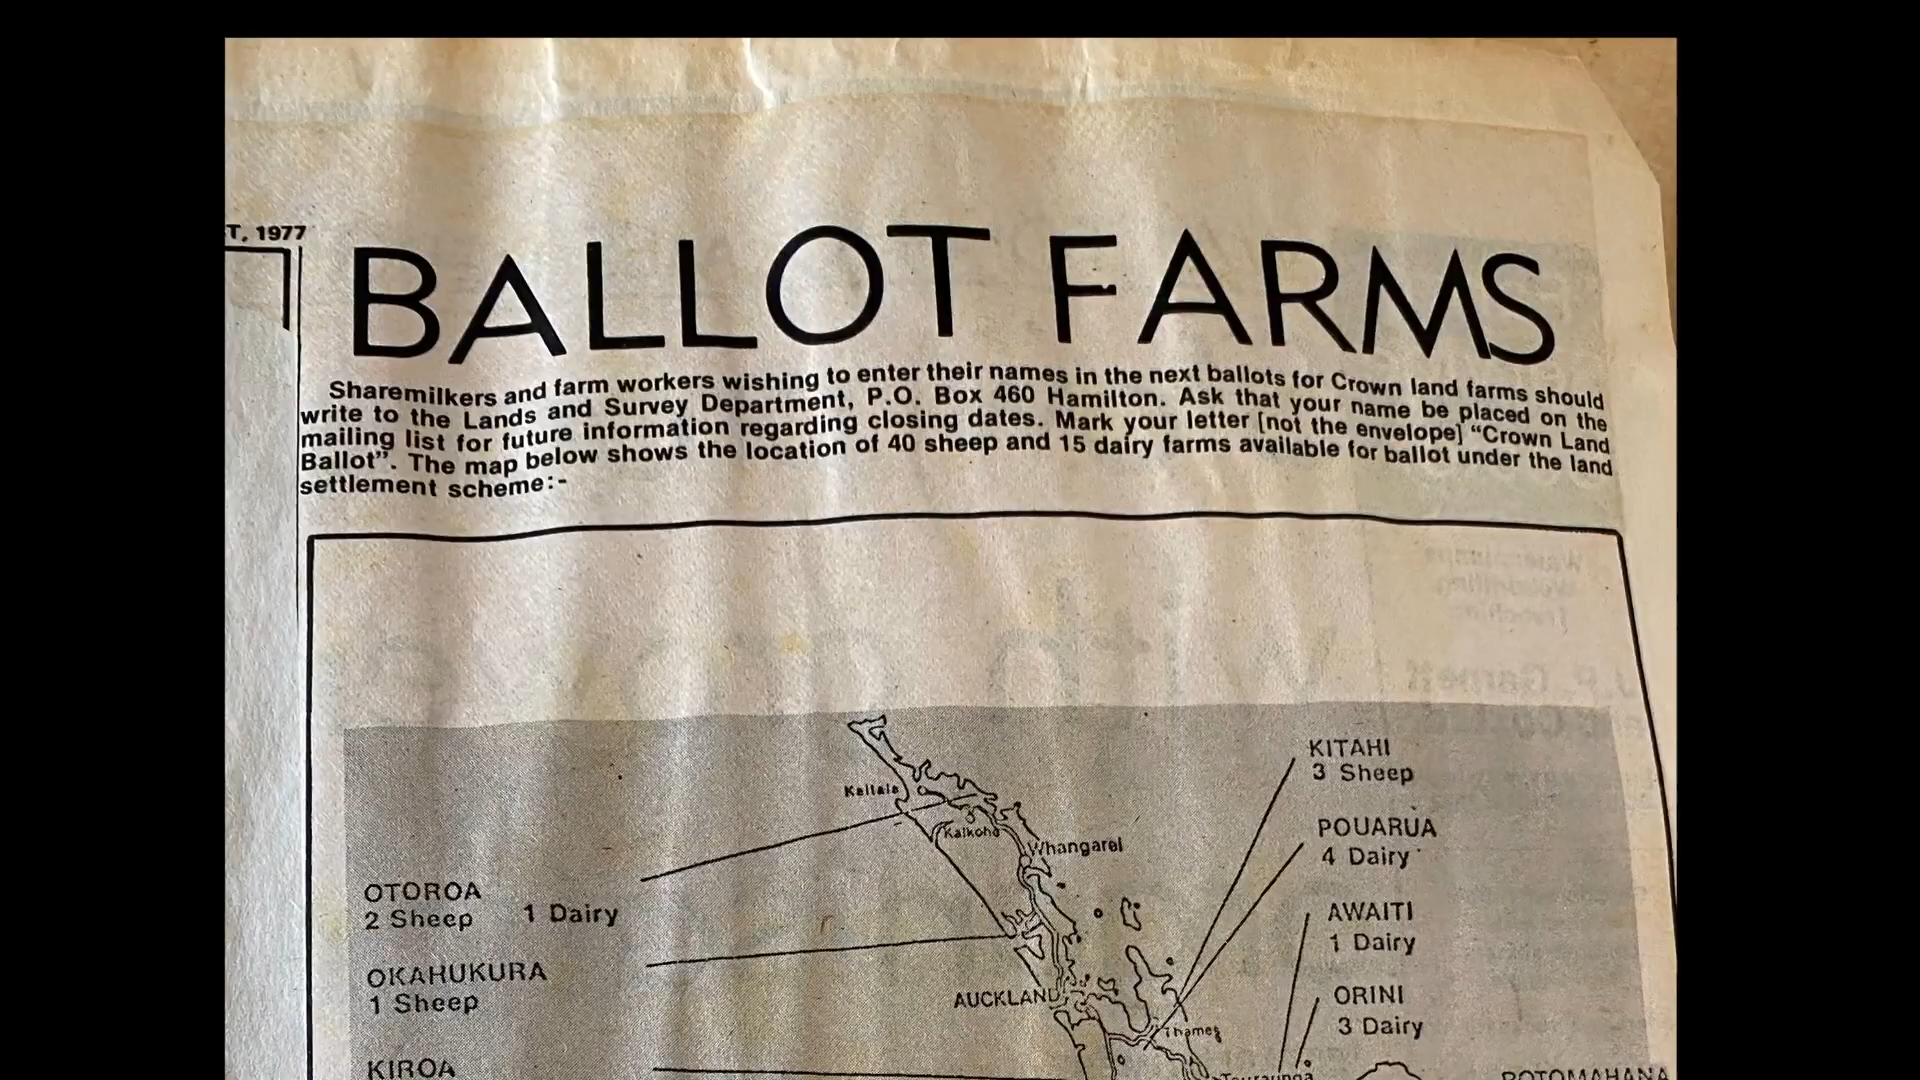 T, 1977
BALLOT FARMS
Sharemilkers and farm workers wishing to enter their names in the next ballots for Crown land farms should
write to the Lands and Survey Department, P.O. Box 460 Hamilton. Ask that your name be placed on the
mailing list for future information regarding closing dates. Mark your letter [not the envelope] “Crown Land
Ballot”. The map below shows the location of 40 sheep and 15 dairy farms available for ballot under the land
settlement scheme:-
KITAHI
3 Sheep
Kaitaia
Kaikohe
Whangarei
POUARUA
4 Dairy
OTOROA
2 Sheep 1 Dairy
AWAITI
1 Dairy
OKAHUKURA
1 Sheep
AUCKLAND
ORINI
3 Dairy
Thames
KIROA
Tauranga
ROTOMAHANA